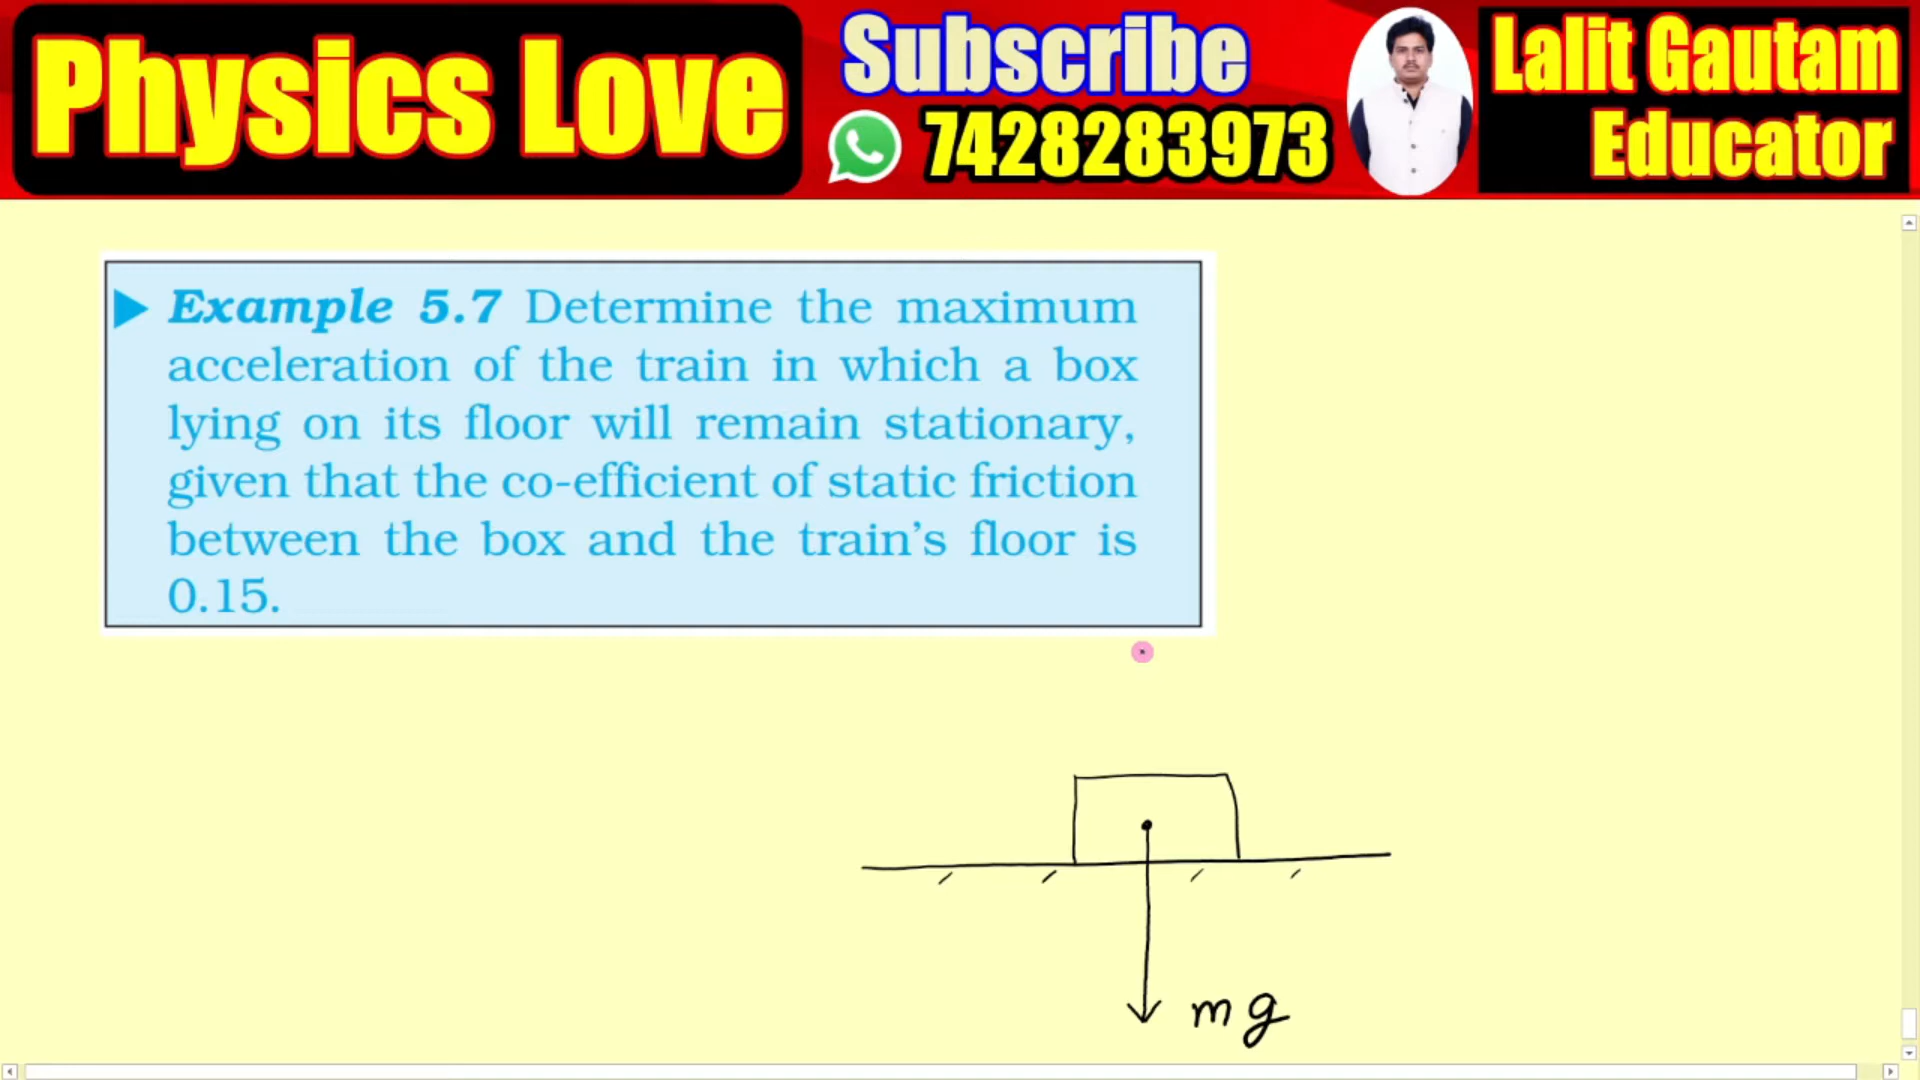 Physics Love
Subscribe
7428283973
Lalit Gautam
Educator
Example 5.7 Determine the maximum
acceleration of the train in which a box
lying on its floor will remain stationary,
given that the co-efficient of static friction
between the box and the train's floor is
0.15.
mg